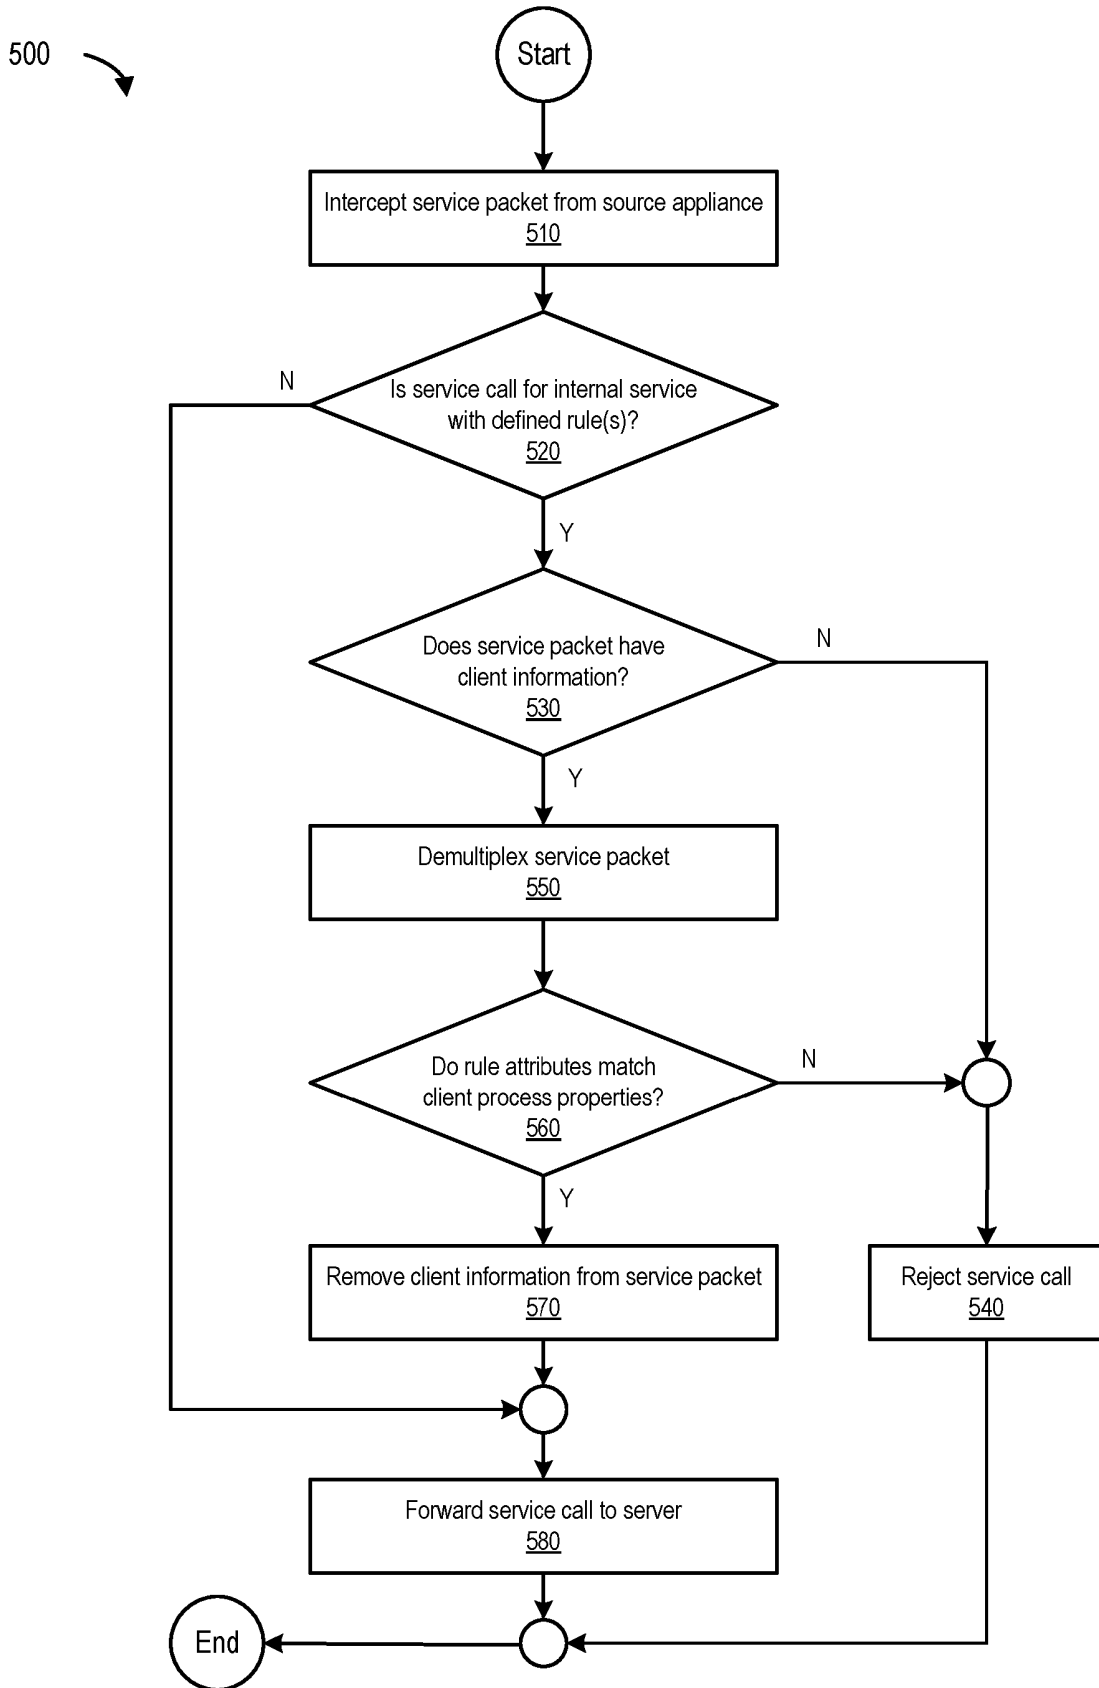 500
Start
Intercept service packet from source appliance
510
Is service call for internal service
with defined rule(s)?
520
N
Y
Does service packet have
client information?
530
N
Y
Demultiplex service packet
550
Do rule attributes match
client process properties?
560
N
Y
Remove client information from service packet
570
Reject service call
540
Forward service call to server
580
End